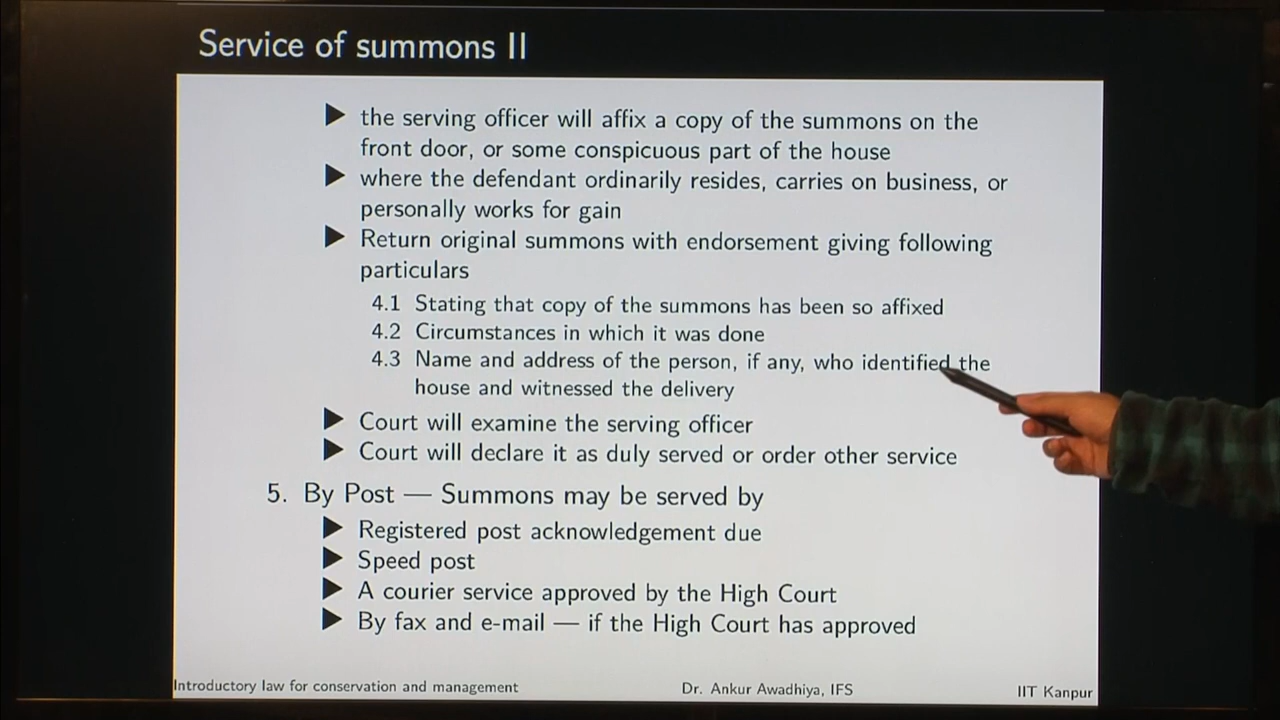 Service of summons II
▶ the serving officer will affix a copy of the summons on the
front door, or some conspicuous part of the house
▶ where the defendant ordinarily resides, carries on business, or
personally works for gain
▶ Return original summons with endorsement giving following
particulars
4.1 Stating that copy of the summons has been so affixed
4.2 Circumstances in which it was done
4.3 Name and address of the person, if any, who identified the
house and witnessed the delivery
▶ Court will examine the serving officer
▶ Court will declare it as duly served or order other service
5. By Post — Summons may be served by
▶ Registered post acknowledgement due
▶ Speed post
▶ A courier service approved by the High Court
▶ By fax and e-mail — if the High Court has approved
Introductory law for conservation and management Dr. Ankur Awadhiya, IFS IIT Kanpur